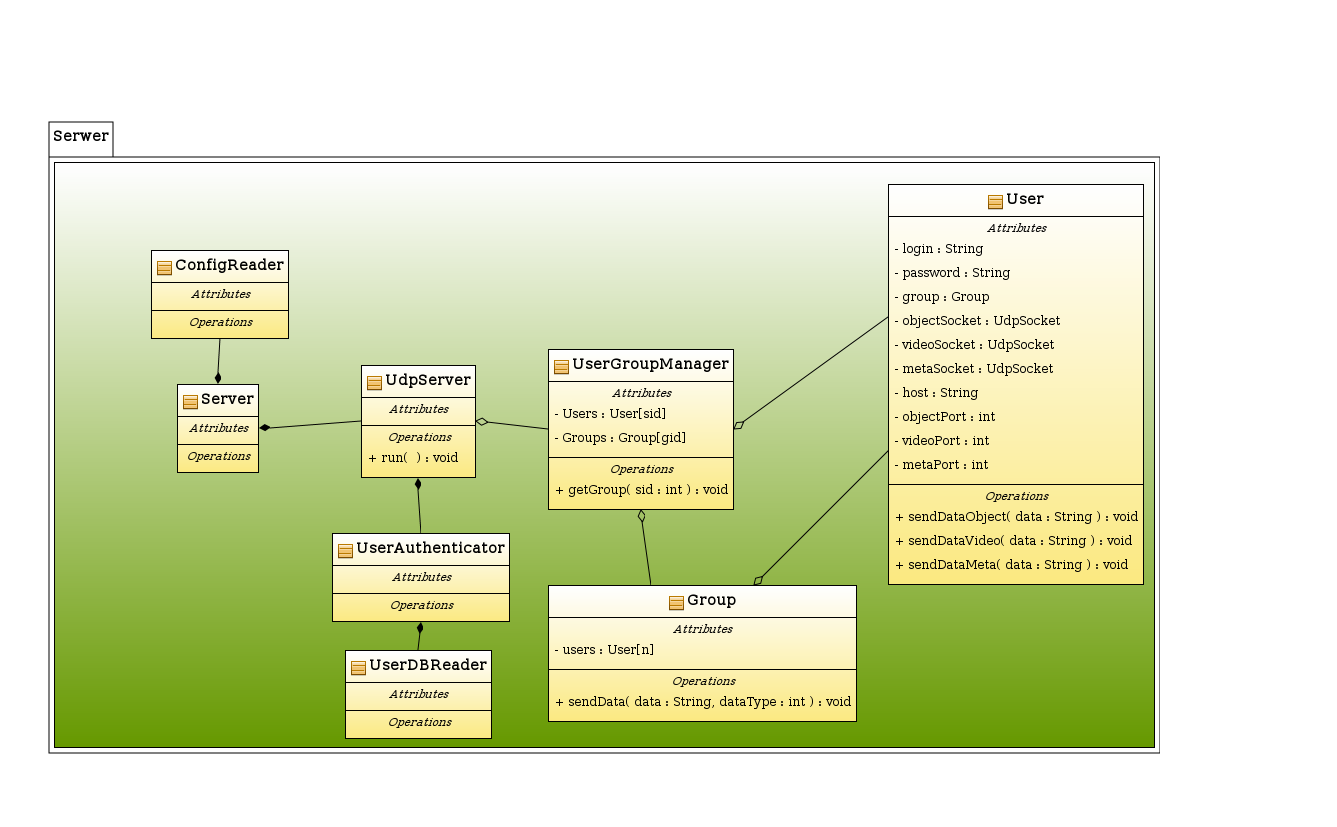 Serwer
ConfigReader
Attributes
Operations
Server
Attributes
Operations
UdpServer
Attributes
Operations
+ run(  ) : void
UserAuthenticator
Attributes
Operations
UserDBReader
Attributes
Operations
UserGroupManager
Attributes
- Users : User[sid]
- Groups : Group[gid]
Operations
+ getGroup( sid : int ) : void
Group
Attributes
- users : User[n]
Operations
+ sendData( data : String, dataType : int ) : void
User
Attributes
- login : String
- password : String
- group : Group
- objectSocket : UdpSocket
- videoSocket : UdpSocket
- metaSocket : UdpSocket
- host : String
- objectPort : int
- videoPort : int
- metaPort : int
Operations
+ sendDataObject( data : String ) : void
+ sendDataVideo( data : String ) : void
+ sendDataMeta( data : String ) : void